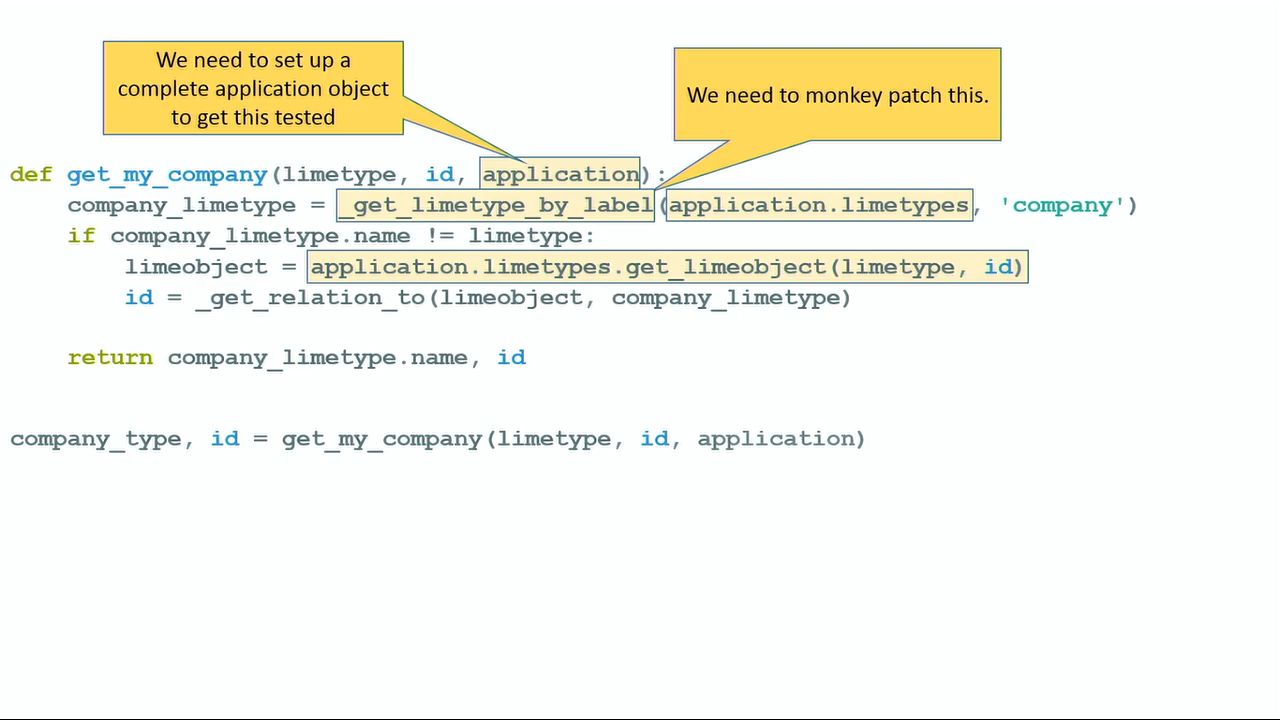 We need to set up a
complete application object
to get this tested
We need to monkey patch this.
def get_my_company(limetype, id, application):
    company_limetype = _get_limetype_by_label(application.limetypes, 'company')
    if company_limetype.name != limetype:
        limeobject = application.limetypes.get_limeobject(limetype, id)
        id = _get_relation_to(limeobject, company_limetype)
    return company_limetype.name, id
company_type, id = get_my_company(limetype, id, application)